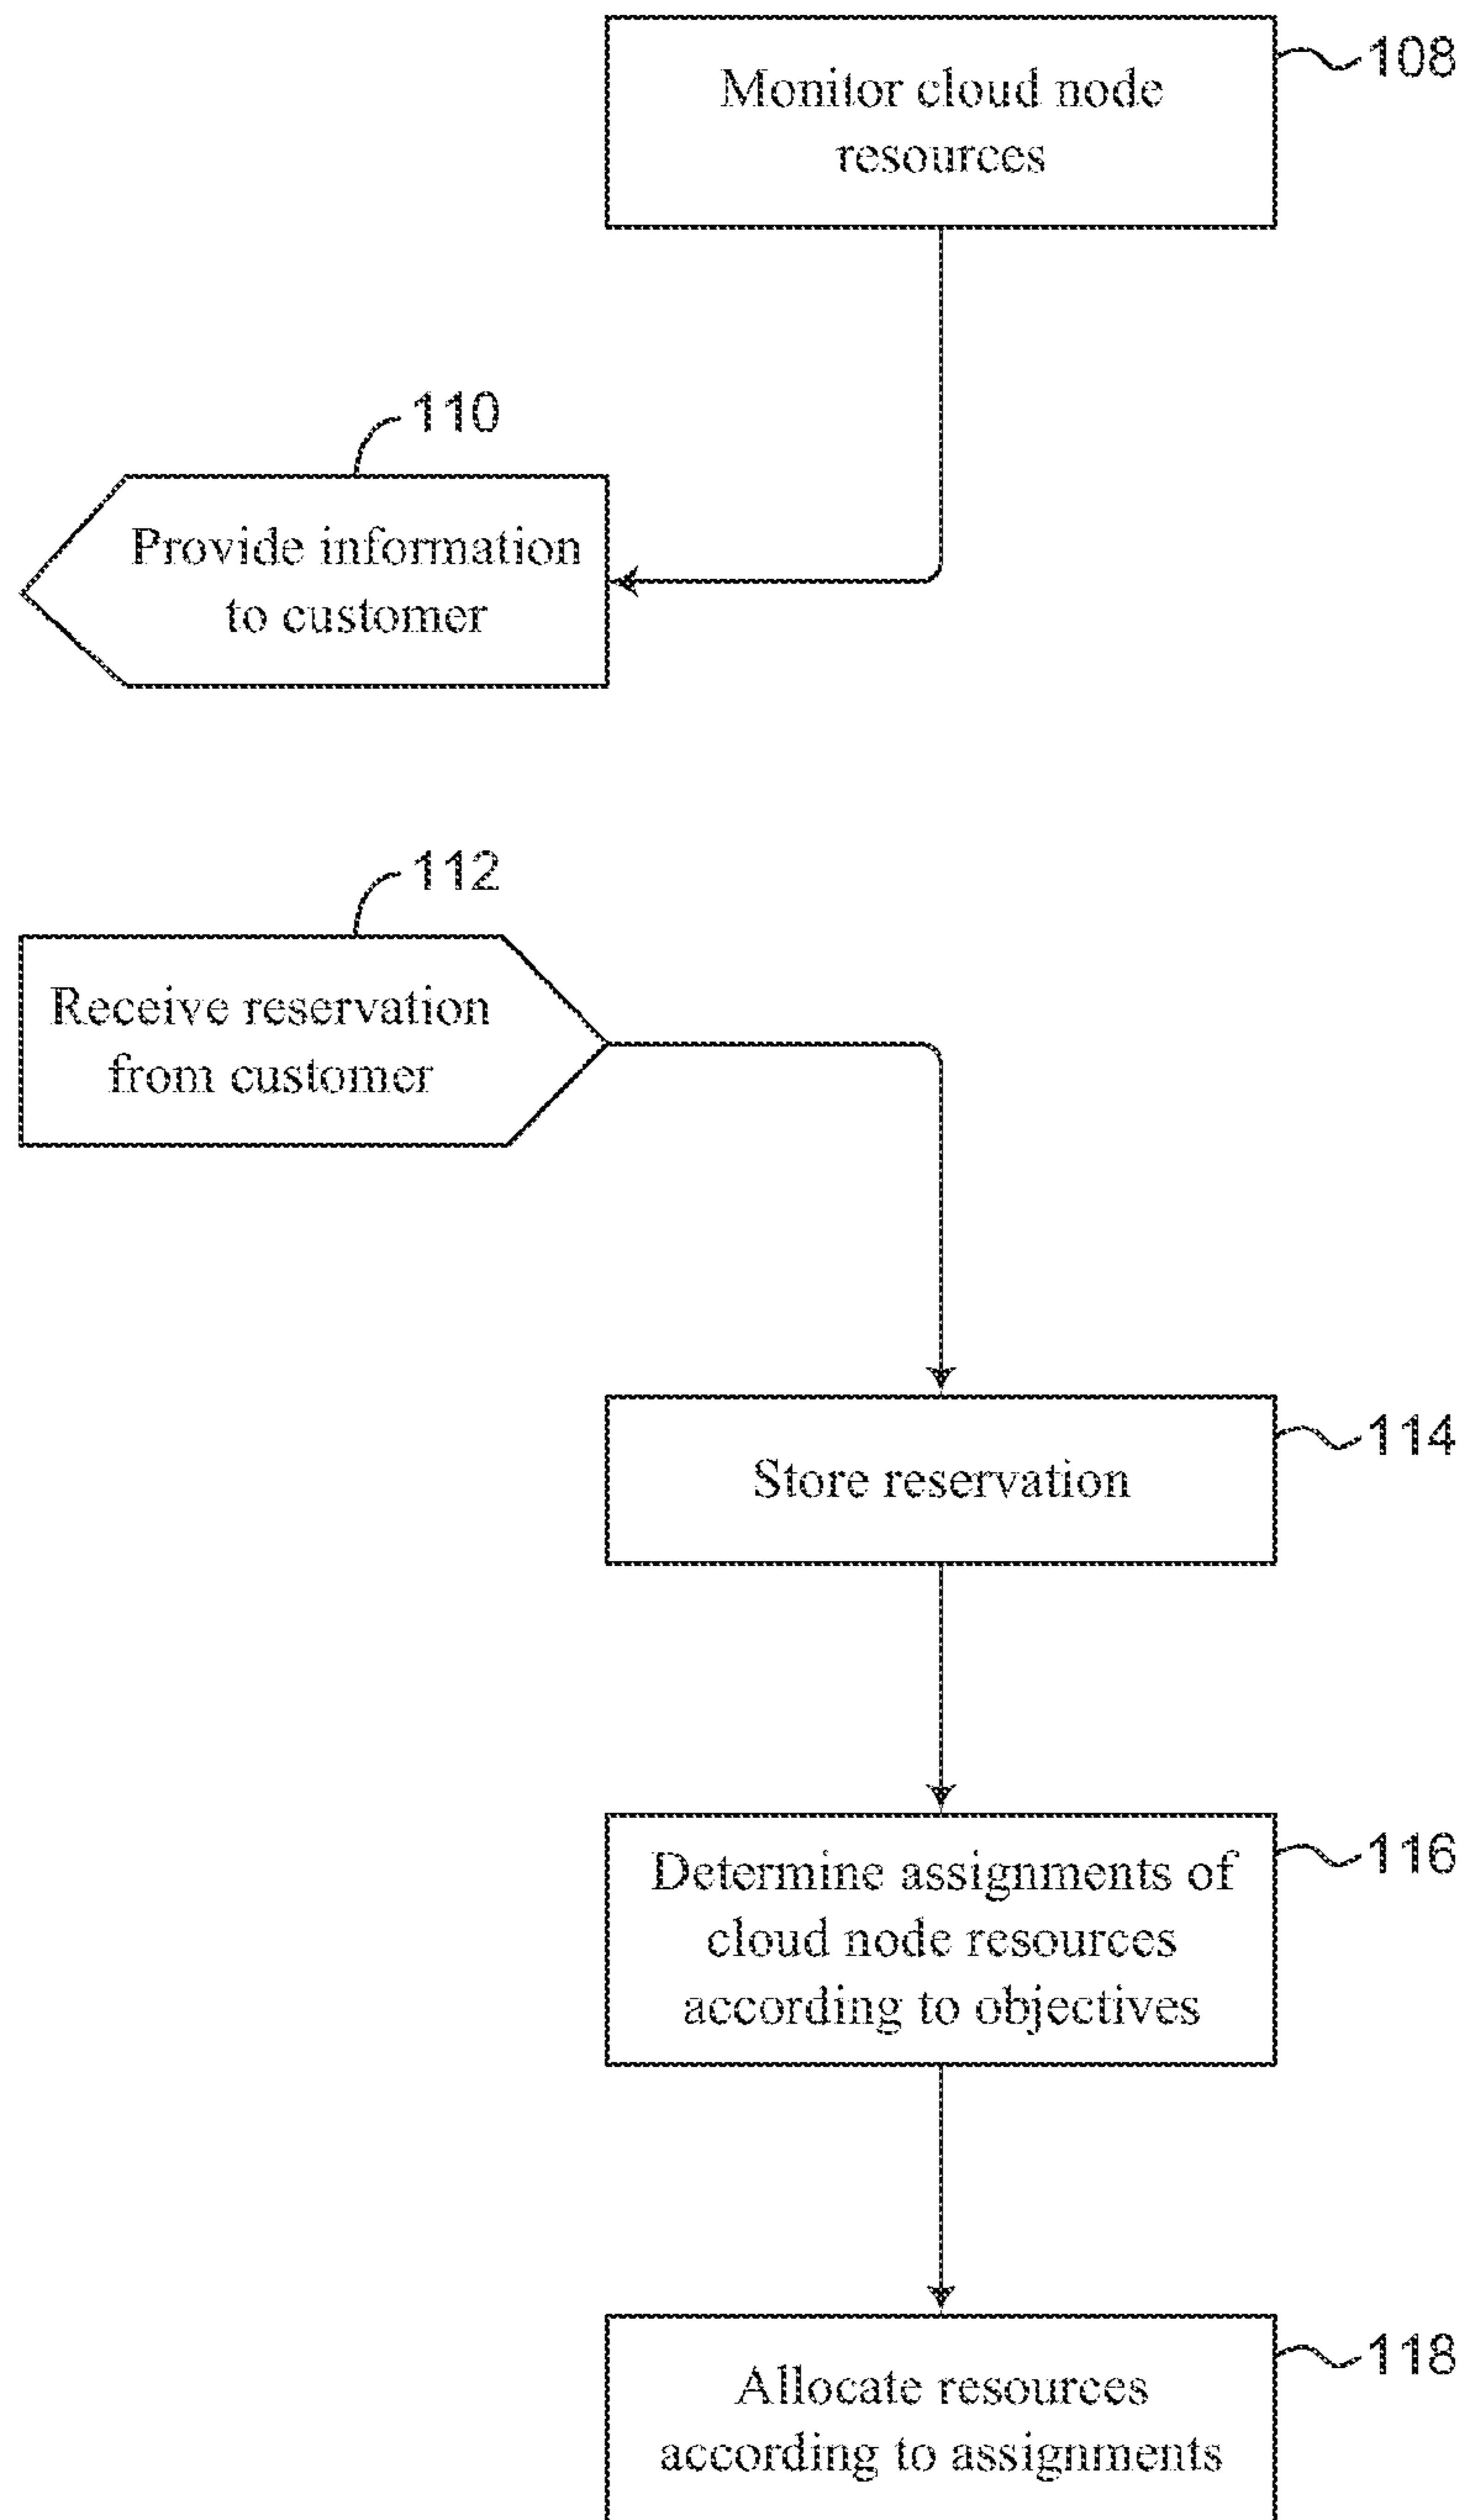 Monitor cloud node
resources
108
110
Provide information
to customer
112
Receive reservation
from customer
Store reservation
114
Determine assignments of
cloud node resources
according to objectives
116
Allocate resources
according to assignments
118